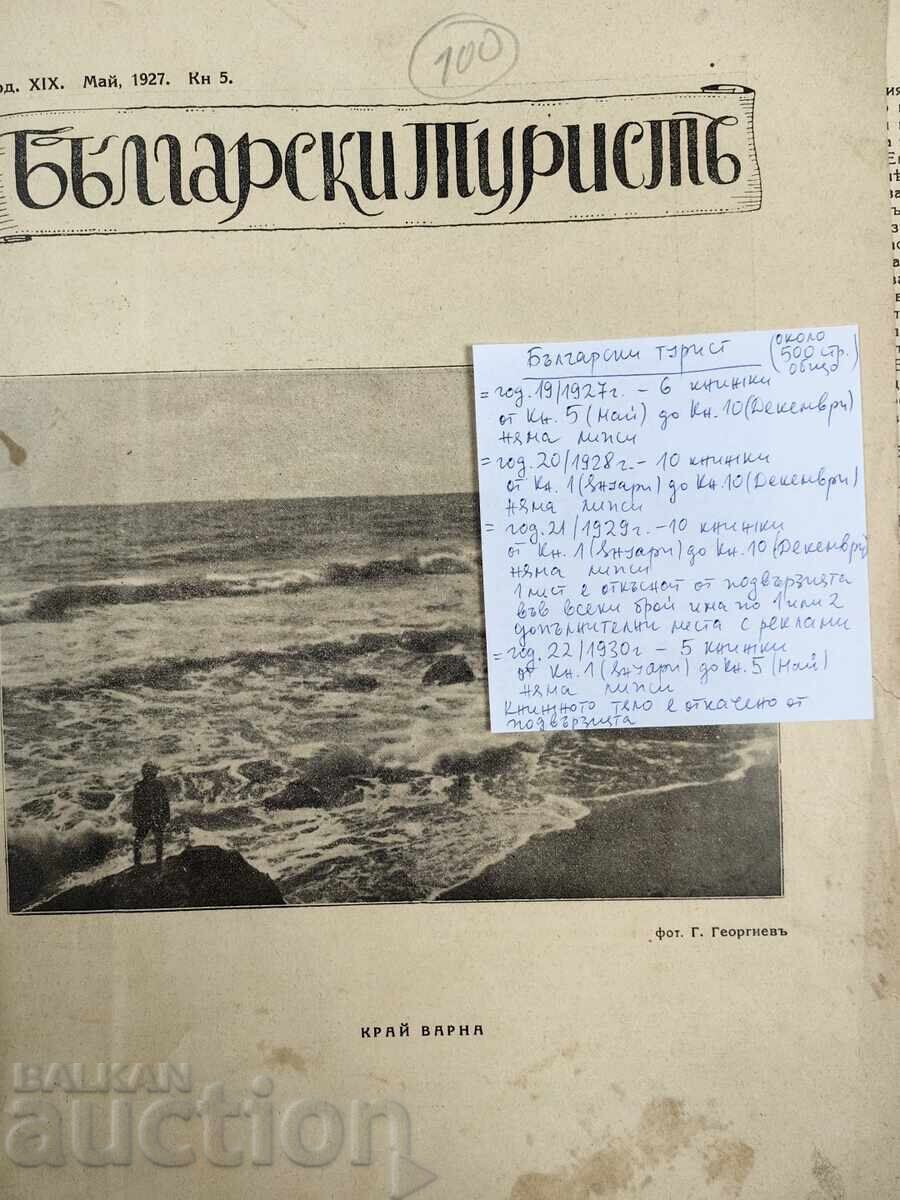 100
од. XIX. Май, 1927. Кн 5.
Български Туристъ
Български турист (около 500 стр. общо)
= год. 19/1927г. – 6 книжки
от Кн. 5 (Май) до Кн. 10 (Декември)
няма липси
= год. 20/1928г. – 10 книжки
от Кн. 1 (Януари) до Кн. 10 (Декември)
няма липси
= год. 21/1929г. – 10 книжки
от Кн. 1 (Януари) до Кн. 10 (Декември)
няма липси
1 лист е откъснат от подвързията
във всеки брой има по 1 или 2
допълнителни листа с реклами
= год. 22/1930г – 5 книжки
от Кн. 1 (Януари) до Кн. 5 (Май)
няма липси
Книжното тяло е откачено от
подвързията
фот. Г. Георгиевъ
КРАЙ ВАРНА
BALKAN
auction